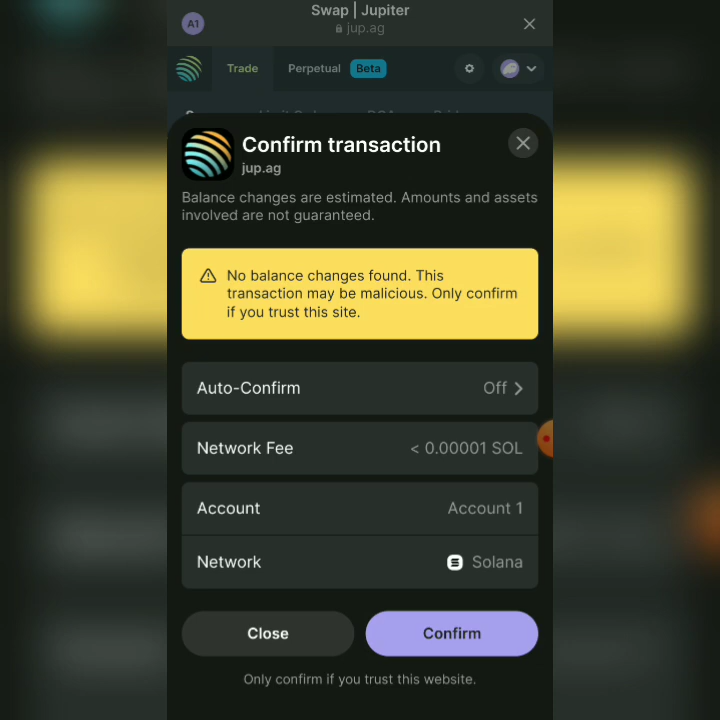 A1
Swap | Jupiter
jup.ag
Trade
Perpetual
Beta
Confirm transaction
jup.ag
Balance changes are estimated. Amounts and assets
involved are not guaranteed.
No balance changes found. This
transaction may be malicious. Only confirm
if you trust this site.
Auto-Confirm
Off
Network Fee
< 0.00001 SOL
Account
Account 1
Network
Solana
Close
Confirm
Only confirm if you trust this website.